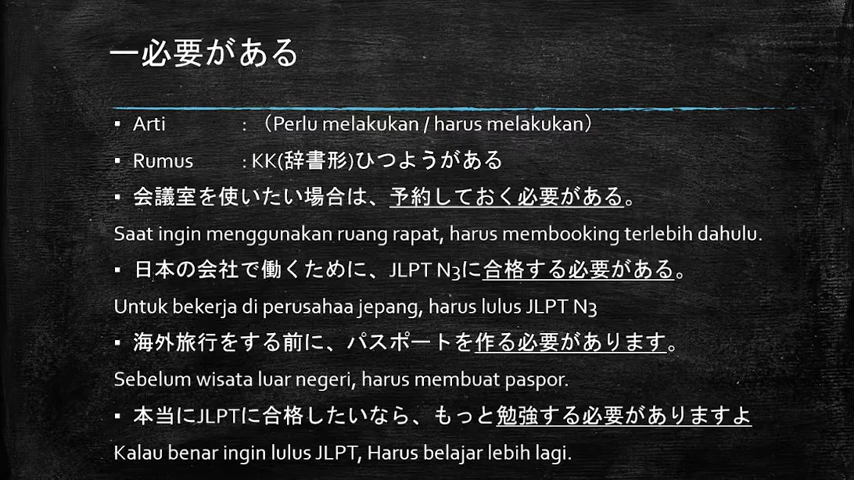 一必要がある
▪ Arti : （Perlu melakukan / harus melakukan）
▪ Rumus : KK(辞書形)ひつようがある
▪ 会議室を使いたい場合は、予約しておく必要がある。
Saat ingin menggunakan ruang rapat, harus membooking terlebih dahulu.
▪ 日本の会社で働くために、JLPT N3に合格する必要がある。
Untuk bekerja di perusahaa jepang, harus lulus JLPT N3
▪ 海外旅行をする前に、パスポートを作る必要があります。
Sebelum wisata luar negeri, harus membuat paspor.
▪ 本当にJLPTに合格したいなら、もっと勉強する必要がありますよ
Kalau benar ingin lulus JLPT, Harus belajar lebih lagi.